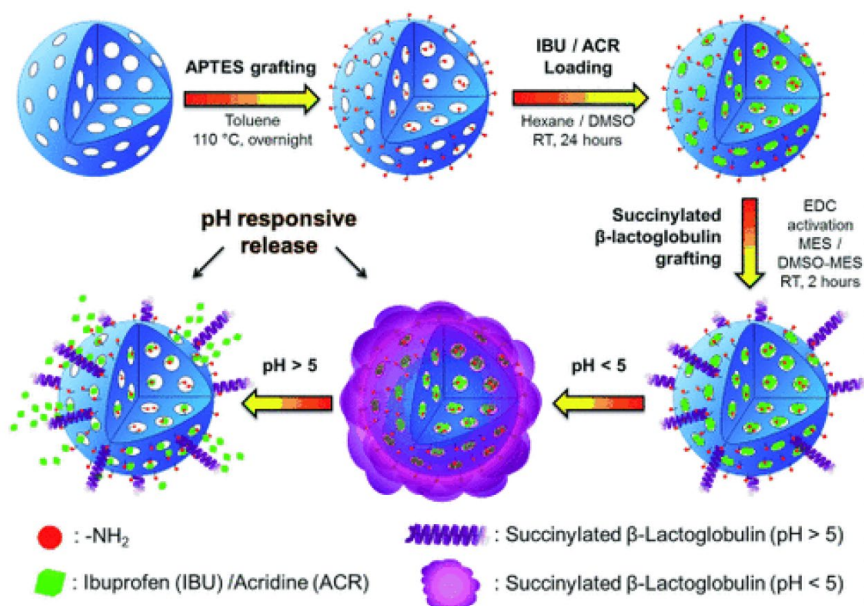 APTES grafting
Toluene
110 °C, overnight
IBU / ACR
Loading
Hexane / DMSO
RT, 24 hours
pH responsive
release
Succinylated
β-lactoglobulin
grafting
EDC
activation
MES /
DMSO-MES
RT, 2 hours
pH > 5
pH < 5
: -NH₂
: Succinylated β-Lactoglobulin (pH > 5)
: Ibuprofen (IBU) /Acridine (ACR)
: Succinylated β-Lactoglobulin (pH < 5)